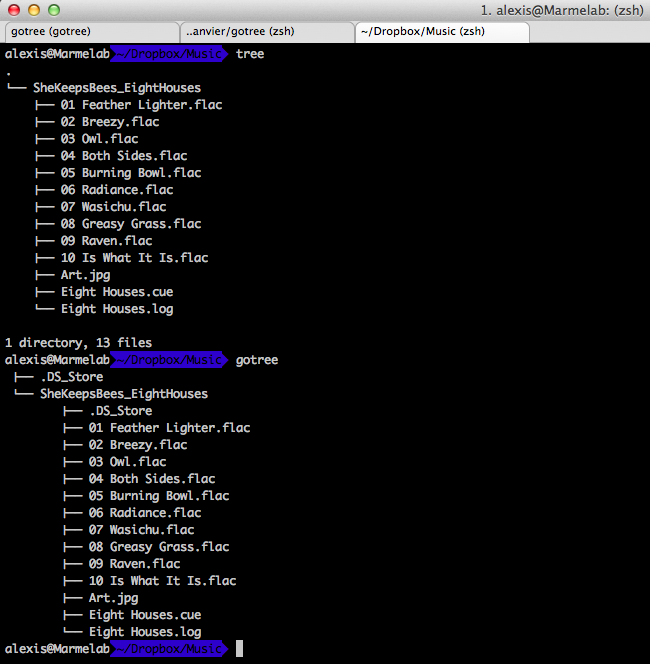 1. alexis@Marmelab: (zsh)
gotree (gotree) ..anvier/gotree (zsh) ~/Dropbox/Music (zsh)
alexis@Marmelab ~/Dropbox/Music tree
.
└── SheKeepsBees_EightHouses
    ├── 01 Feather Lighter.flac
    ├── 02 Breezy.flac
    ├── 03 Owl.flac
    ├── 04 Both Sides.flac
    ├── 05 Burning Bowl.flac
    ├── 06 Radiance.flac
    ├── 07 Wasichu.flac
    ├── 08 Greasy Grass.flac
    ├── 09 Raven.flac
    ├── 10 Is What It Is.flac
    ├── Art.jpg
    ├── Eight Houses.cue
    └── Eight Houses.log

1 directory, 13 files
alexis@Marmelab ~/Dropbox/Music gotree
 ├── .DS_Store
 └── SheKeepsBees_EightHouses
        ├── .DS_Store
        ├── 01 Feather Lighter.flac
        ├── 02 Breezy.flac
        ├── 03 Owl.flac
        ├── 04 Both Sides.flac
        ├── 05 Burning Bowl.flac
        ├── 06 Radiance.flac
        ├── 07 Wasichu.flac
        ├── 08 Greasy Grass.flac
        ├── 09 Raven.flac
        ├── 10 Is What It Is.flac
        ├── Art.jpg
        ├── Eight Houses.cue
        └── Eight Houses.log
alexis@Marmelab ~/Dropbox/Music